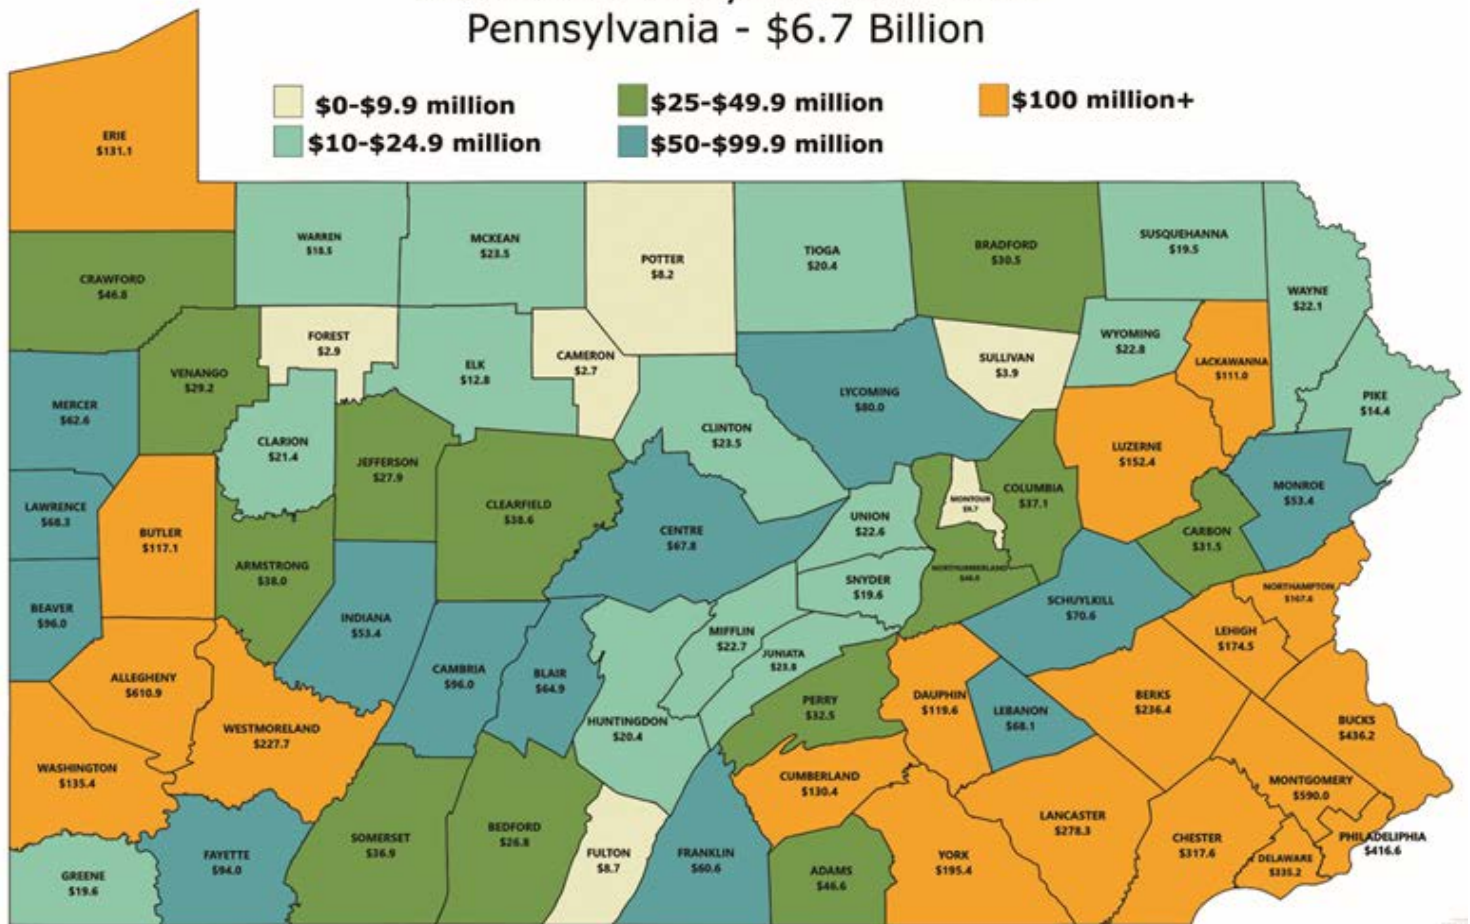 Pennsylvania - $6.7 Billion
$0-$9.9 million
$25-$49.9 million
$100 million+
$10-$24.9 million
$50-$99.9 million
ERIE
$131.1
WARREN
$18.5
MCKEAN
$23.5
POTTER
$8.2
TIOGA
$20.4
BRADFORD
$30.5
SUSQUEHANNA
$19.5
WAYNE
$22.1
CRAWFORD
$46.8
FOREST
$2.9
VENANGO
$29.2
ELK
$12.8
CAMERON
$2.7
SULLIVAN
$3.9
WYOMING
$22.8
LACKAWANNA
$111.0
PIKE
$14.4
MERCER
$62.6
LYCOMING
$80.0
CLARION
$21.4
CLINTON
$23.5
LUZERNE
$152.4
JEFFERSON
$27.9
CLEARFIELD
$38.6
COLUMBIA
$37.1
MONTOUR
MONROE
$53.4
LAWRENCE
$68.3
BUTLER
$117.1
CENTRE
$67.8
UNION
$22.6
CARBON
$31.5
ARMSTRONG
$38.0
SNYDER
$19.6
NORTHUMBERLAND
NORTHAMPTON
$167.6
BEAVER
$96.0
INDIANA
$53.4
SCHUYLKILL
$70.6
MIFFLIN
$22.7
LEHIGH
$174.5
JUNIATA
$23.8
ALLEGHENY
$610.9
CAMBRIA
$96.0
BLAIR
$64.9
PERRY
$32.5
DAUPHIN
$119.6
LEBANON
$68.1
BERKS
$236.4
BUCKS
$436.2
WESTMORELAND
$227.7
HUNTINGDON
$20.4
WASHINGTON
$135.4
CUMBERLAND
$130.4
MONTGOMERY
$590.0
LANCASTER
$278.3
SOMERSET
$36.9
BEDFORD
$26.8
CHESTER
$317.6
PHILADELIPHIA
$416.6
FAYETTE
$94.0
FULTON
$8.7
FRANKLIN
$60.6
YORK
$195.4
DELAWARE
$335.2
GREENE
$19.6
ADAMS
$46.6